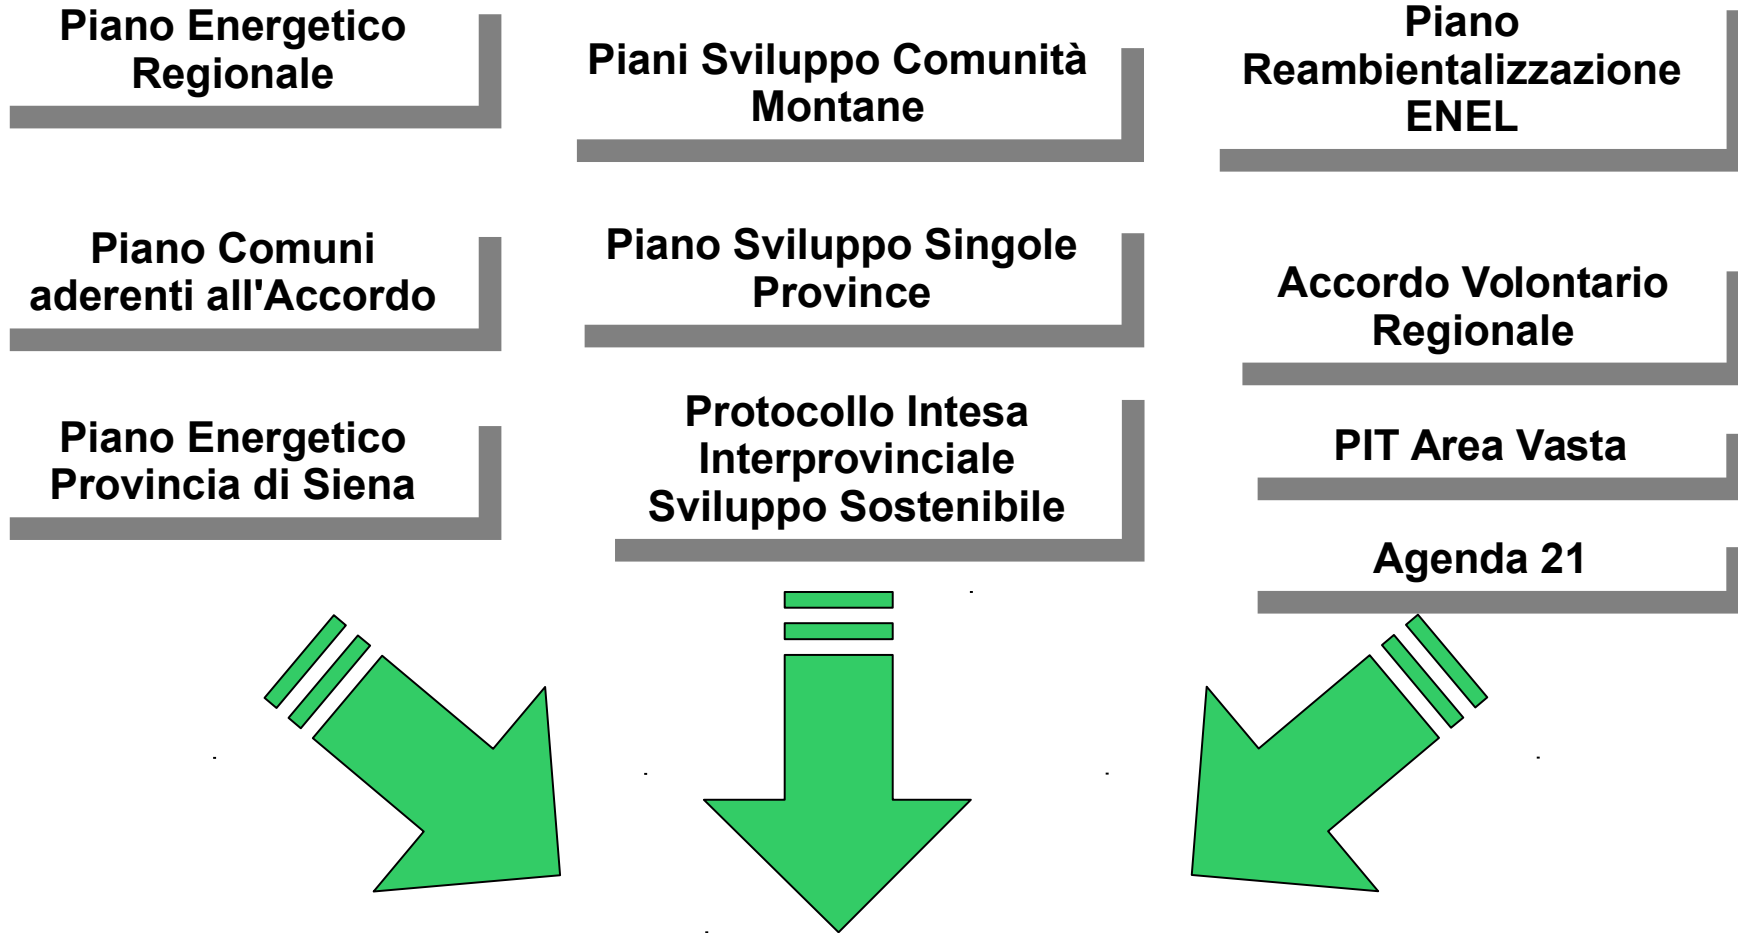 Piano Energetico
Regionale
Piani Sviluppo Comunità
Montane
Piano
Reambientalizzazione
ENEL
Piano Comuni
aderenti all'Accordo
Piano Sviluppo Singole
Province
Accordo Volontario
Regionale
Piano Energetico
Provincia di Siena
Protocollo Intesa
Interprovinciale
Sviluppo Sostenibile
PIT Area Vasta
Agenda 21